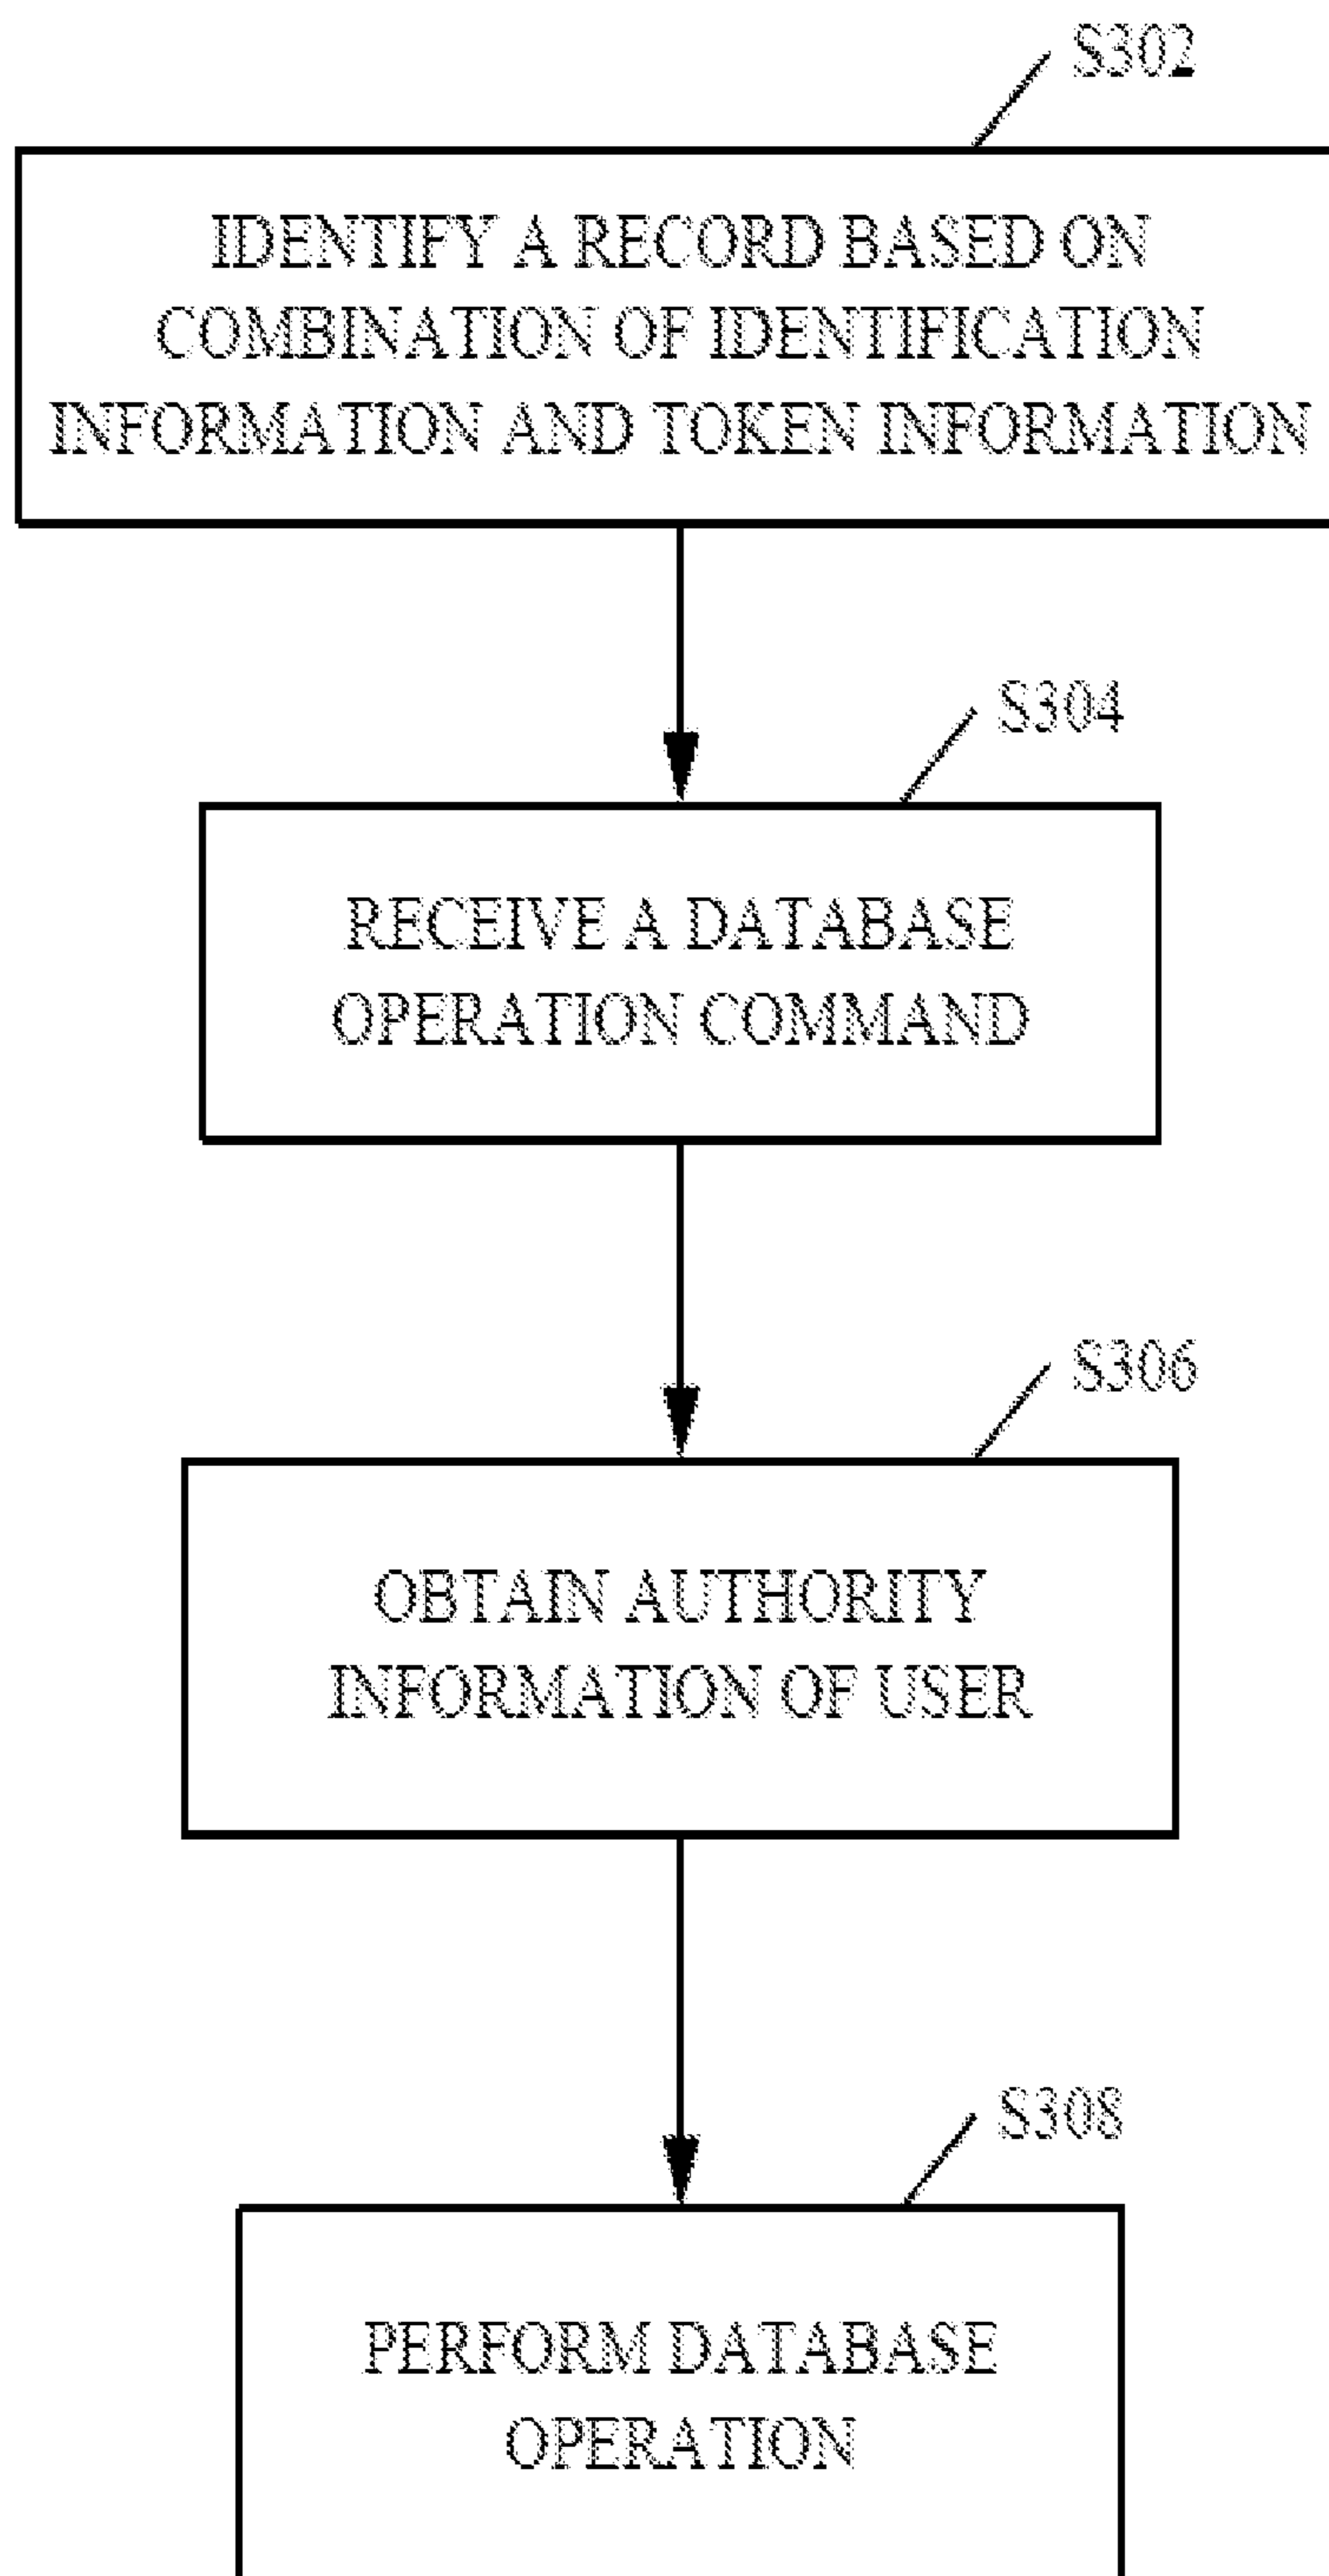 S302
IDENTIFY A RECORD BASED ON
COMBINATION OF IDENTIFICATION
INFORMATION AND TOKEN INFORMATION
S304
RECEIVE A DATABASE
OPERATION COMMAND
S306
OBTAIN AUTHORITY
INFORMATION OF USER
S308
PERFORM DATABASE
OPERATION